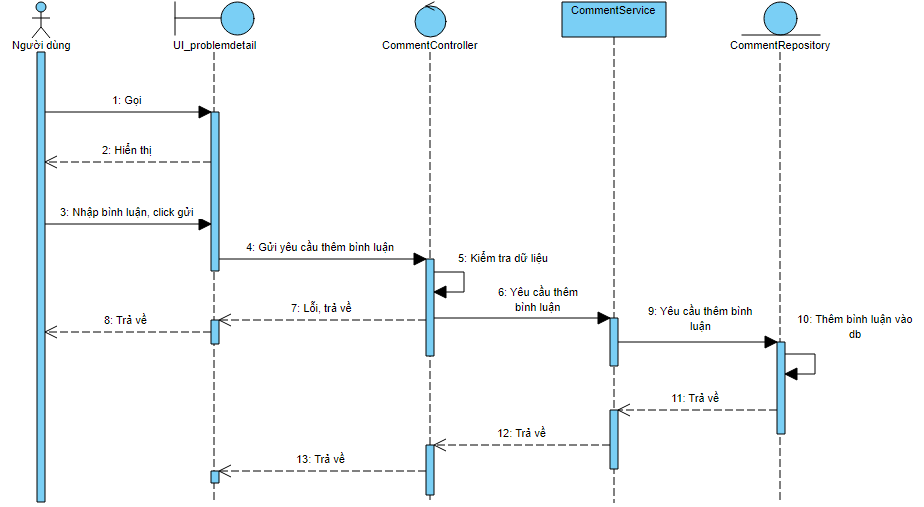 Người dùng
UI_problemdetail
CommentController
CommentService
CommentRepository
1: Gọi
2: Hiển thị
3: Nhập bình luận, click gửi
4: Gửi yêu cầu thêm bình luận
5: Kiểm tra dữ liệu
6: Yêu cầu thêm
bình luận
7: Lỗi, trả về
8: Trả về
9: Yêu cầu thêm
bình luận
10: Thêm bình luận vào
db
11: Trả về
12: Trả về
13: Trả về